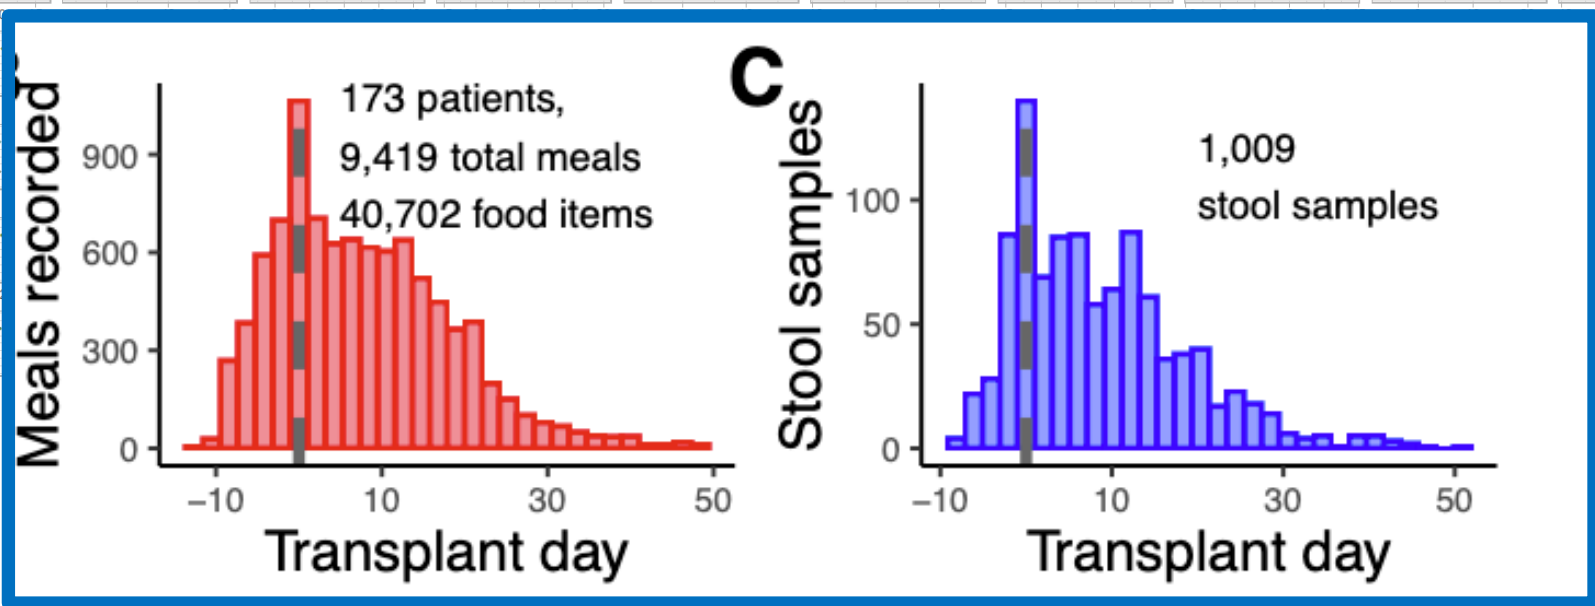 Meals recorded
900
600
300
0
173 patients,
9,419 total meals
40,702 food items
−10 10 30 50
Transplant day
C
Stool samples
100
50
0
1,009
stool samples
−10 10 30 50
Transplant day